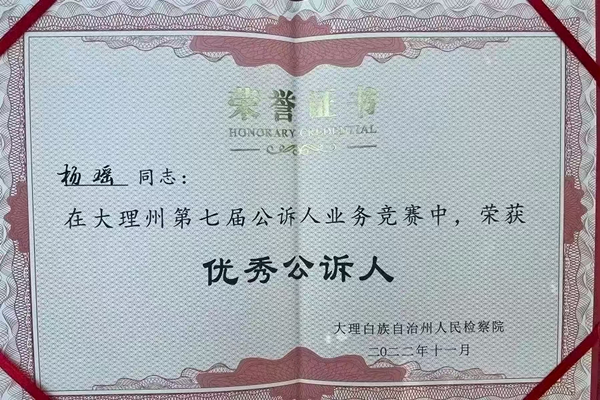 荣誉证书
HONORARY CREDENTIAL
杨瑶 同志：
在大理州第七届公诉人业务竞赛中，荣获
优秀公诉人
大理白族自治州人民检察院
二〇二二年十一月